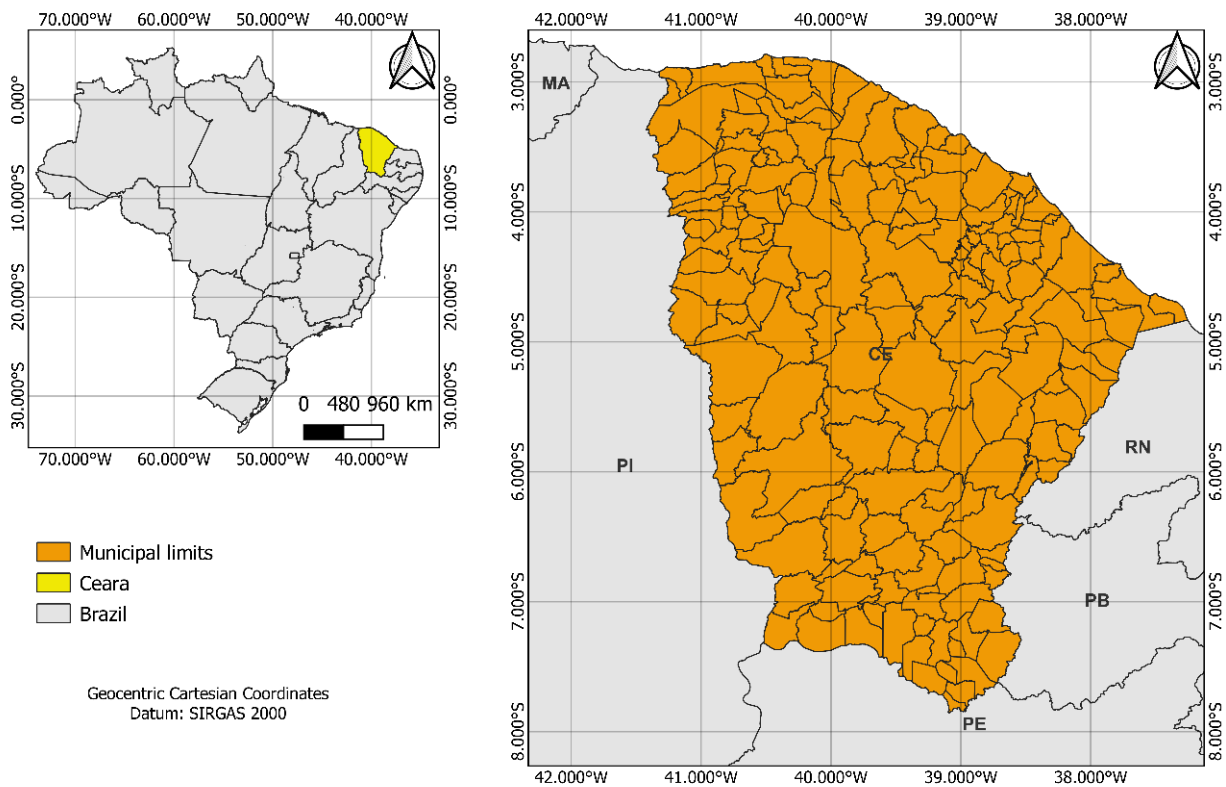 70.000°W 60.000°W 50.000°W 40.000°W
0.000°
10.000°S
20.000°S
30.000°S
0.000°
10.000°S
20.000°S
30.000°S
0 480 960 km
70.000°W 60.000°W 50.000°W 40.000°W
Municipal limits
Ceara
Brazil
Geocentric Cartesian Coordinates
Datum: SIRGAS 2000
42.000°W 41.000°W 40.000°W 39.000°W 38.000°W
3.000°S
4.000°S
5.000°S
6.000°S
7.000°S
8.000°S
MA
CE
RN
PI
PB
PE
3.000°S
4.000°S
5.000°S
6.000°S
7.000°S
8.000°S
42.000°W 41.000°W 40.000°W 39.000°W 38.000°W